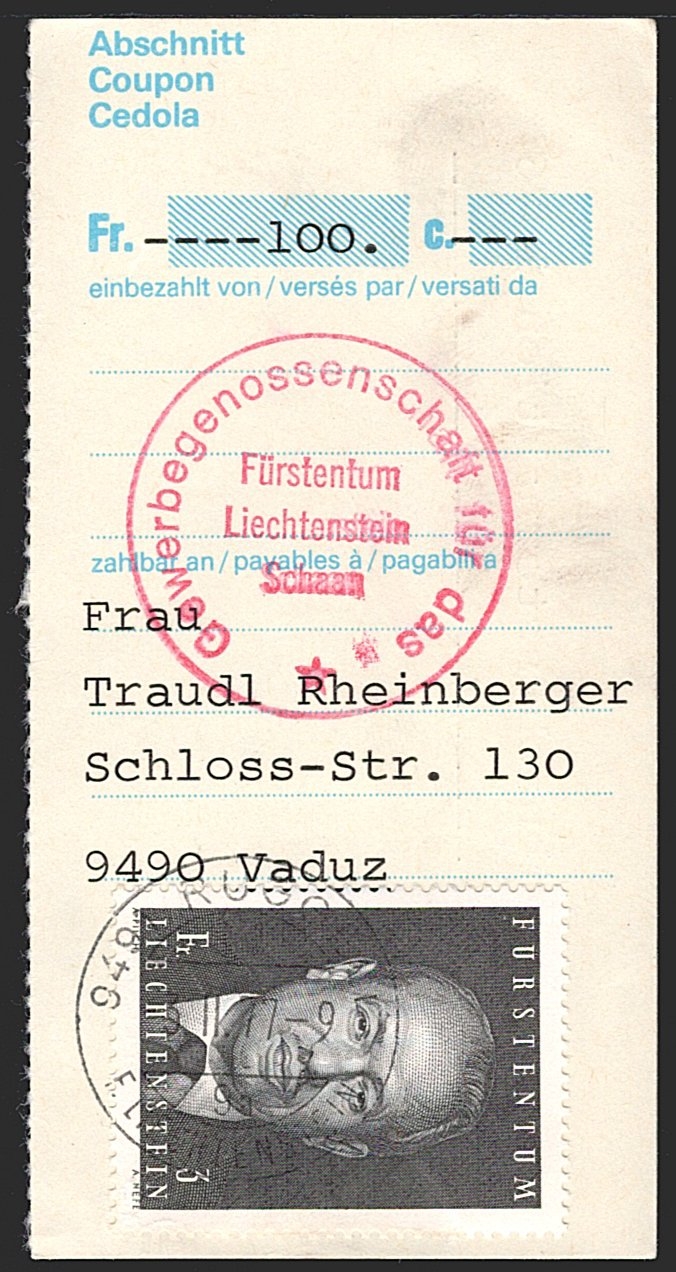 Abschnitt
Coupon
Cedola
Fr. ----100. c.---
einbezahlt von / versés par / versati da
Gewerbegenossenschaft für das
Fürstentum
Liechtenstein
Schaan
zahlbar an / payables à / pagabili a
Frau
Traudl Rheinberger
Schloss-Str. 130
9490 Vaduz
FÜRSTENTUM
LIECHTENSTEIN
Fr. 3